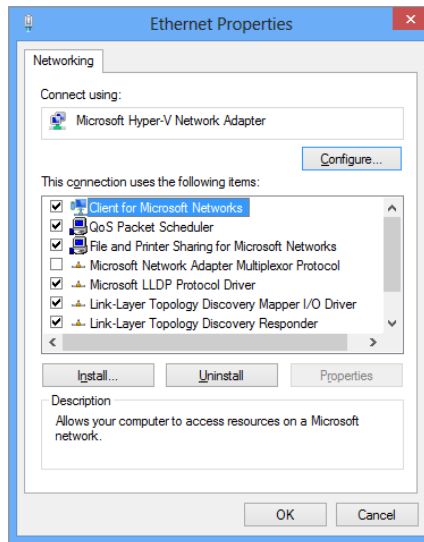 Ethernet Properties
Networking
Connect using:
Microsoft Hyper-V Network Adapter
Configure...
This connection uses the following items:
Client for Microsoft Networks
QoS Packet Scheduler
File and Printer Sharing for Microsoft Networks
Microsoft Network Adapter Multiplexor Protocol
Microsoft LLDP Protocol Driver
Link-Layer Topology Discovery Mapper I/O Driver
Link-Layer Topology Discovery Responder
Install... Uninstall Properties
Description
Allows your computer to access resources on a Microsoft
network.
OK Cancel